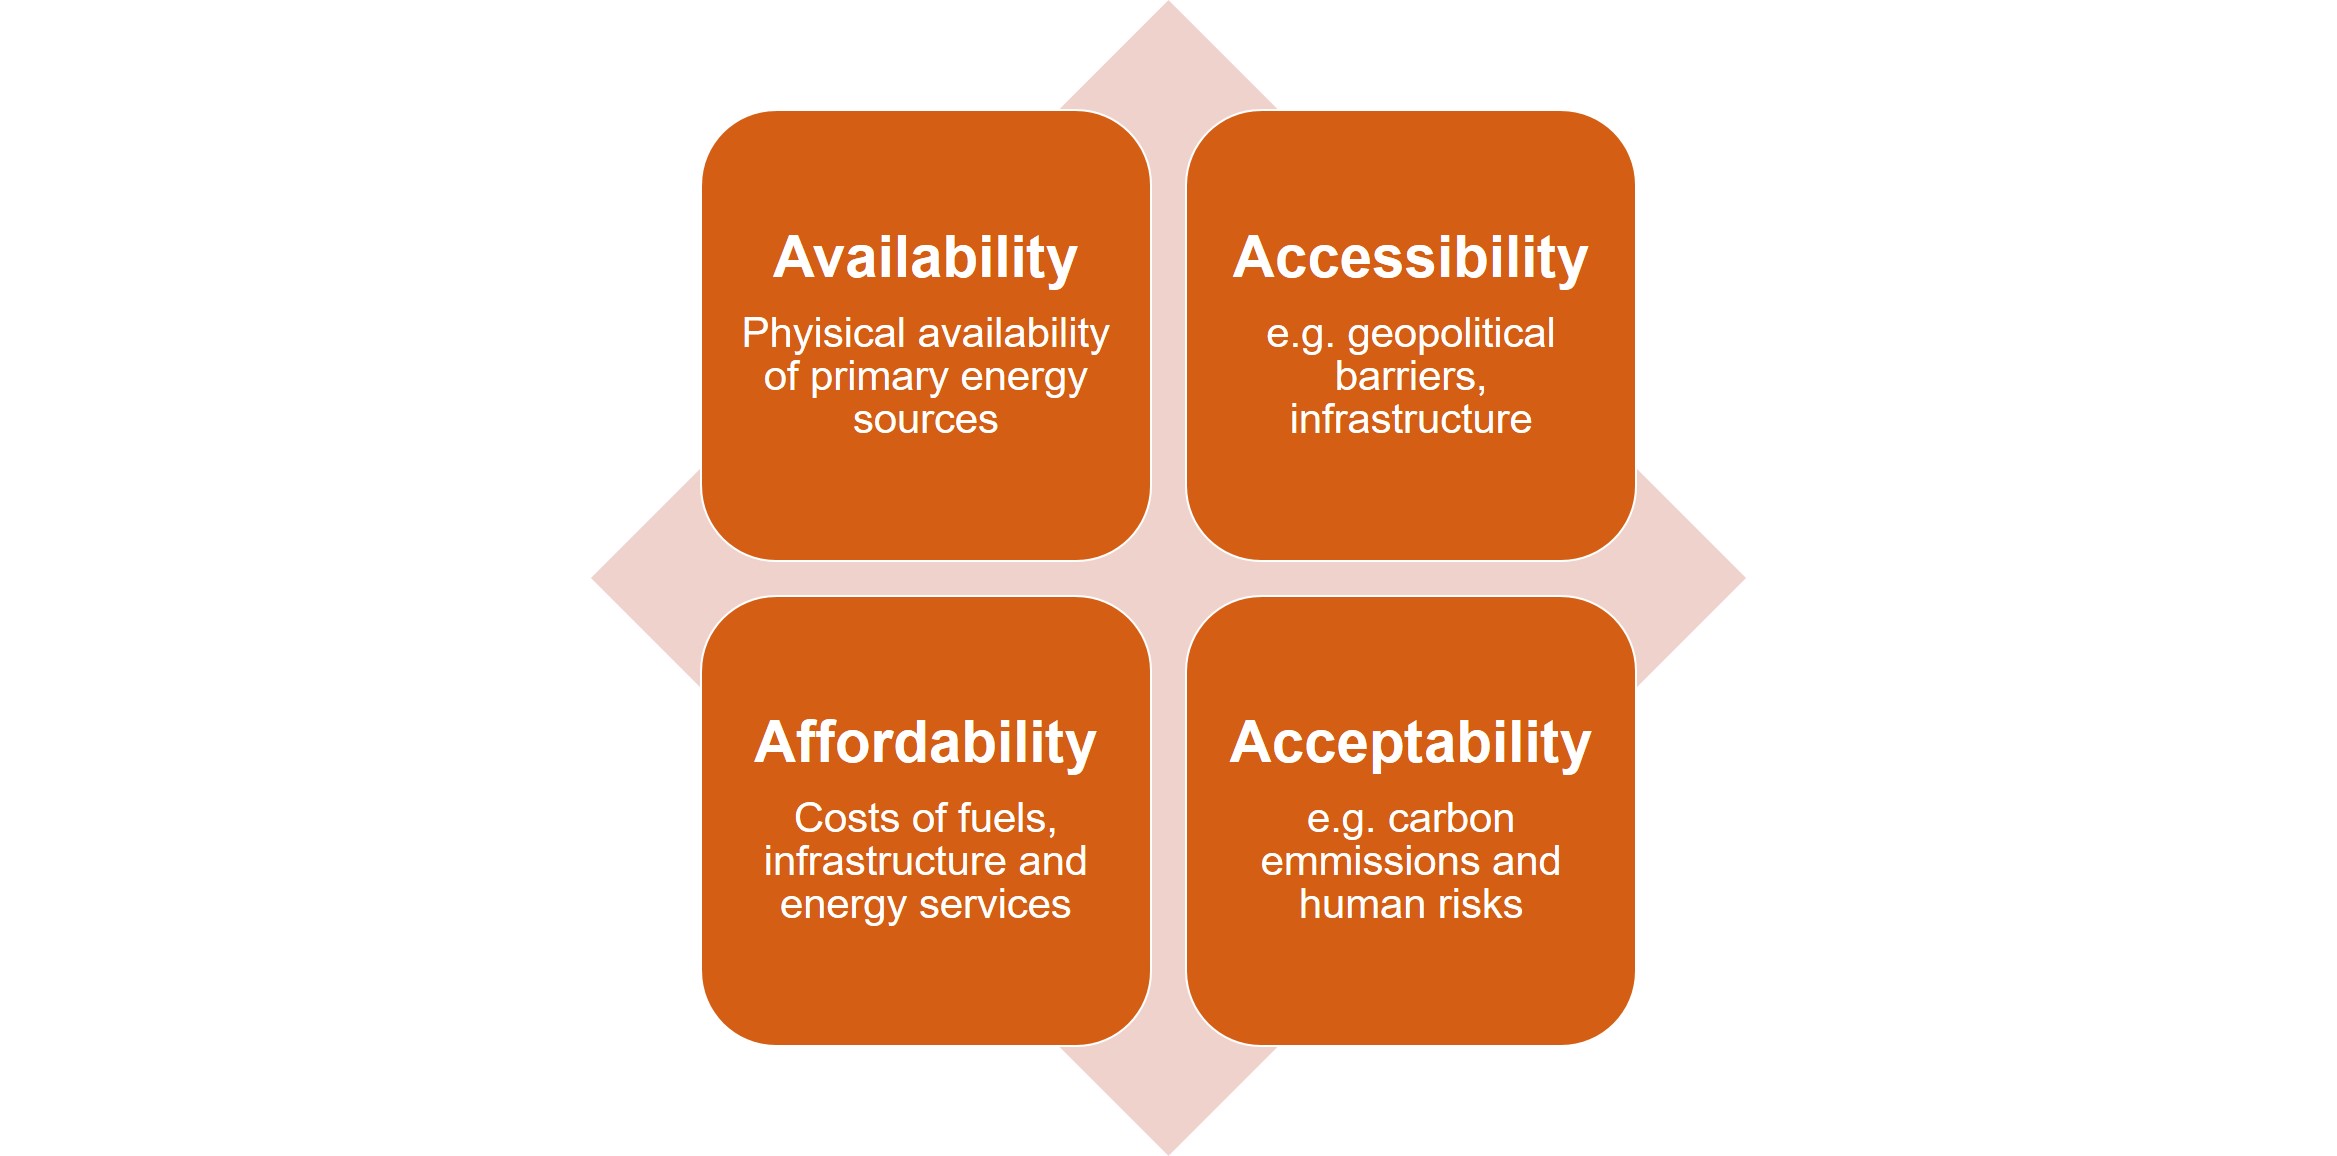 Availability
Phyisical availability
of primary energy
sources
Accessibility
e.g. geopolitical
barriers,
infrastructure
Affordability
Costs of fuels,
infrastructure and
energy services
Acceptability
e.g. carbon
emmissions and
human risks